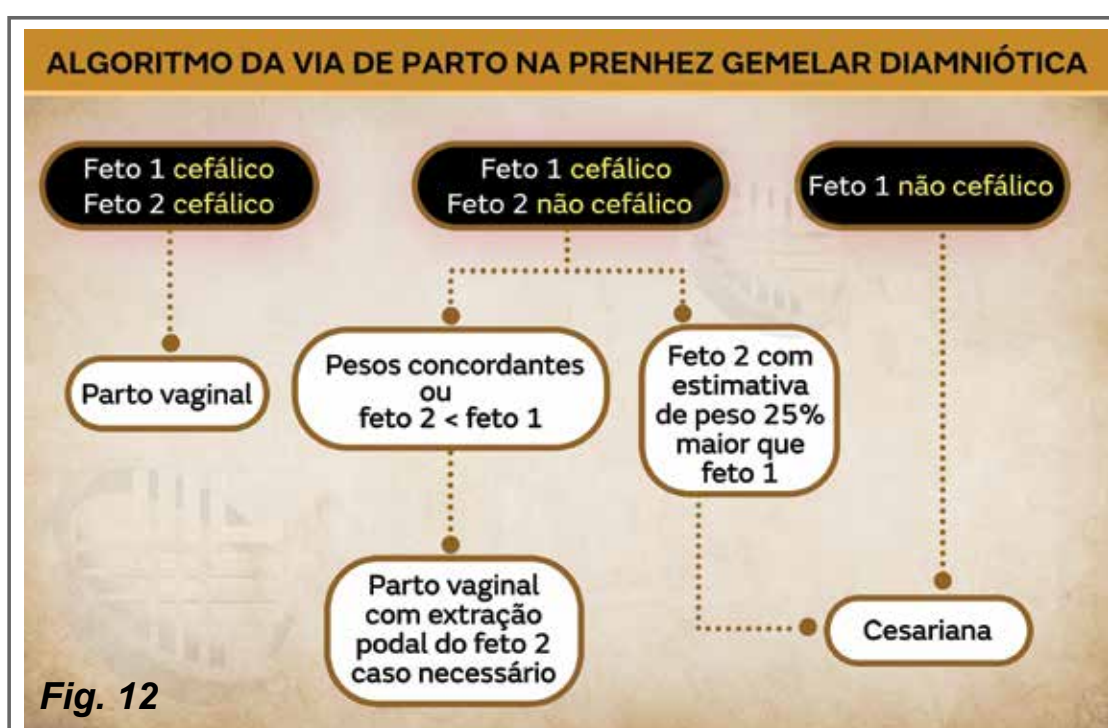 ALGORITMO DA VIA DE PARTO NA PRENHEZ GEMELAR DIAMNIÓTICA
Feto 1 cefálico
Feto 2 cefálico
Feto 1 cefálico
Feto 2 não cefálico
Feto 1 não cefálico
Parto vaginal
Pesos concordantes
ou
feto 2 < feto 1
Feto 2 com
estimativa
de peso 25%
maior que
feto 1
Parto vaginal
com extração
podal do feto 2
caso necessário
Cesariana
Fig. 12